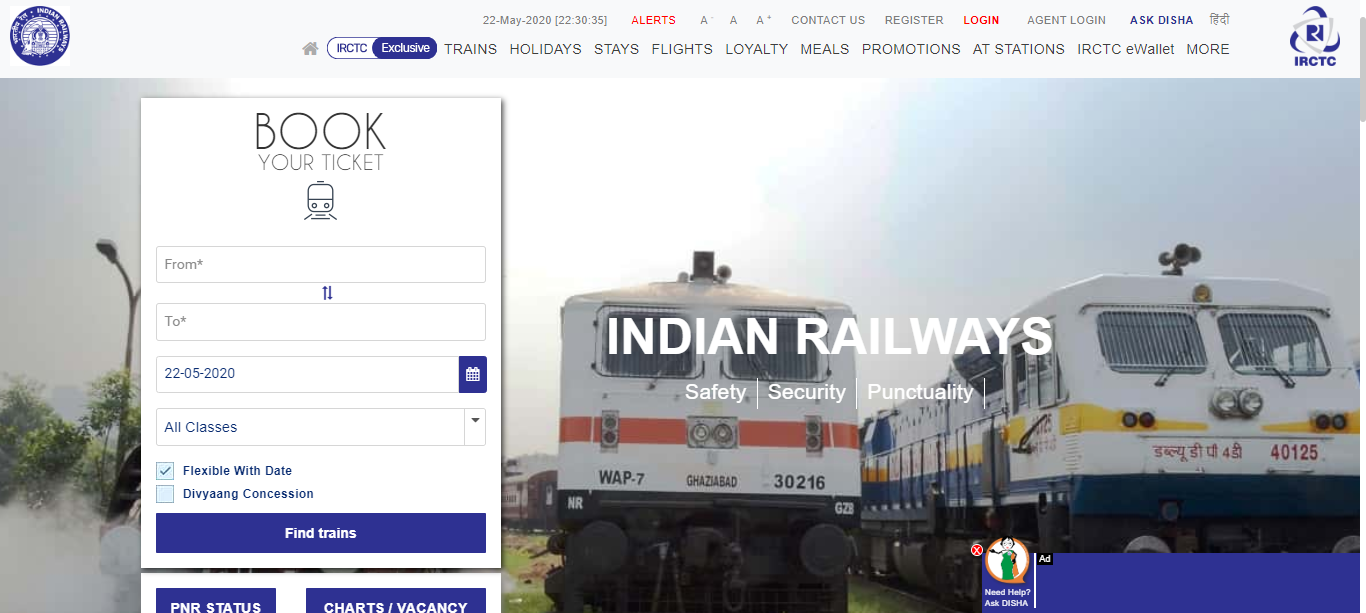 INDIAN RAILWAYS
22-May-2020 [22:30:35] ALERTS A - A A + CONTACT US REGISTER LOGIN AGENT LOGIN ASK DISHA हिंदी
IRCTC Exclusive TRAINS HOLIDAYS STAYS FLIGHTS LOYALTY MEALS PROMOTIONS AT STATIONS IRCTC eWallet MORE
IRCTC
BOOK
YOUR TICKET
From*
To*
22-05-2020
All Classes
Flexible With Date
Divyaang Concession
Find trains
PNR STATUS
CHARTS / VACANCY
INDIAN RAILWAYS
Safety Security Punctuality
WAP-7 GHAZIABAD 30216
NR GZB
डब्ल्यू डी पी 4डी 40125
Need Help?
Ask DISHA
Ad